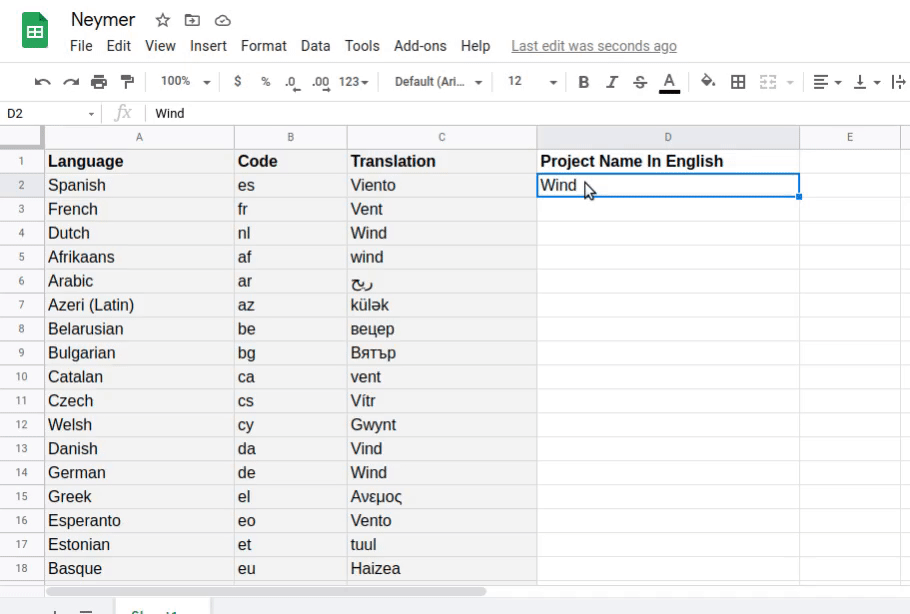 Neymer
File Edit View Insert Format Data Tools Add-ons Help Last edit was seconds ago
100% $ % .0 .00 123 Default (Ari... 12 B I S A
D2 fx Wind
A B C D E
1 Language Code Translation Project Name In English
2 Spanish es Viento Wind
3 French fr Vent
4 Dutch nl Wind
5 Afrikaans af wind
6 Arabic ar ريح
7 Azeri (Latin) az külək
8 Belarusian be вецер
9 Bulgarian bg Вятър
10 Catalan ca vent
11 Czech cs Vítr
12 Welsh cy Gwynt
13 Danish da Vind
14 German de Wind
15 Greek el Ανεμος
16 Esperanto eo Vento
17 Estonian et tuul
18 Basque eu Haizea